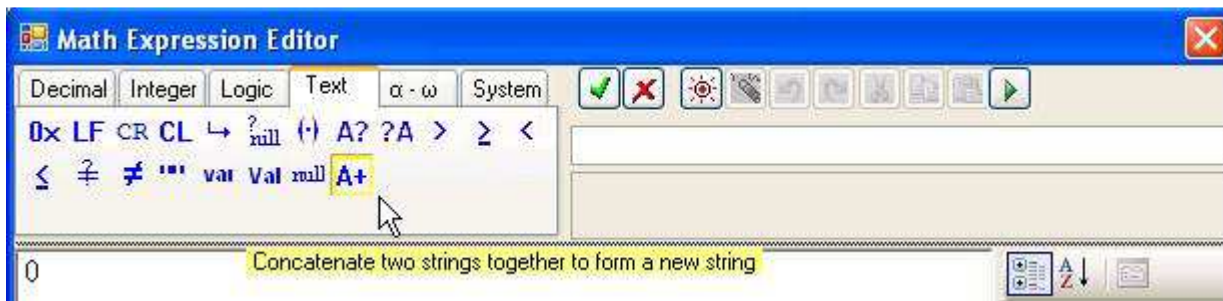 Math Expression Editor
Decimal Integer Logic Text α - ω System
0x LF CR CL ↵ ?null (·) A? ?A > ≥ <
≤ ≟ ≠ "" var Val null A+
Concatenate two strings together to form a new string
0
A
Z